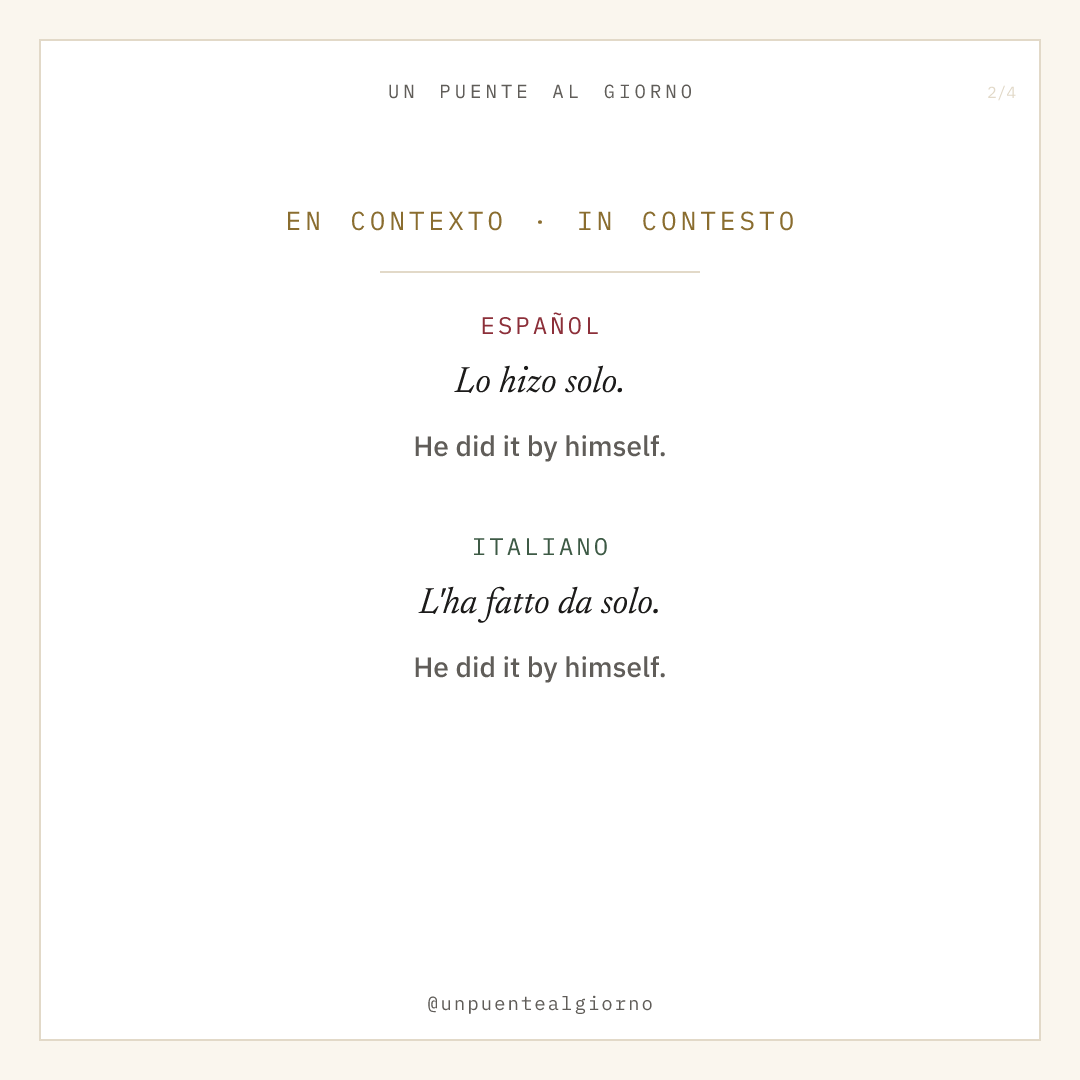 UN PUENTE AL GIORNO
2/4
EN CONTEXTO · IN CONTESTO
ESPAÑOL
Lo hizo solo.
He did it by himself.
ITALIANO
L'ha fatto da solo.
He did it by himself.
@unpuentealgiorno